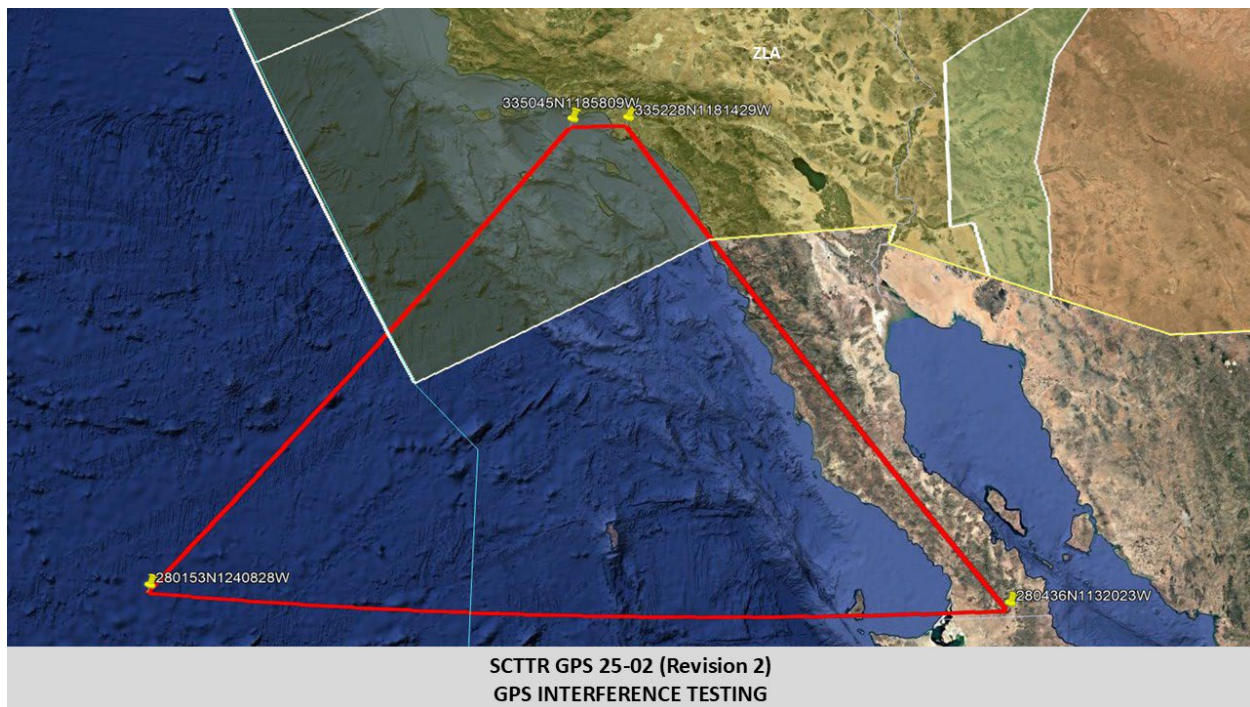 ZLA
335045N1185809W
335228N1181429W
280153N1240828W
280436N1132023W
SCTTR GPS 25-02 (Revision 2)
GPS INTERFERENCE TESTING